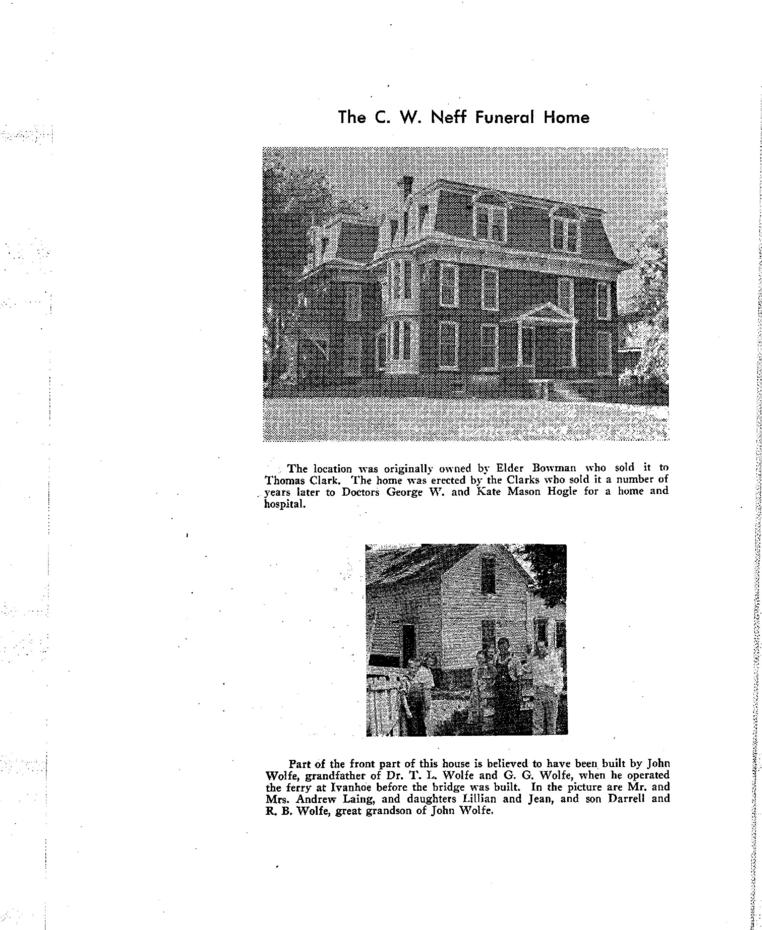 The C. W. Neff Funeral Home
The location was originally owned by Elder Bowman who sold it to
Thomas Clark. The home was erected by the Clarks who sold it a number of
years later to Doctors George W. and Kate Mason Hogle for a home and
hospital.
Part of the front part of this house is believed to have been built by John
Wolfe, grandfather of Dr. T. L. Wolfe and G. G. Wolfe, when he operated
the ferry at Ivanhoe before the bridge was built. In the picture are Mr. and
Mrs. Andrew Laing, and daughters Lillian and Jean, and son Darrell and
R. B. Wolfe, great grandson of John Wolfe.